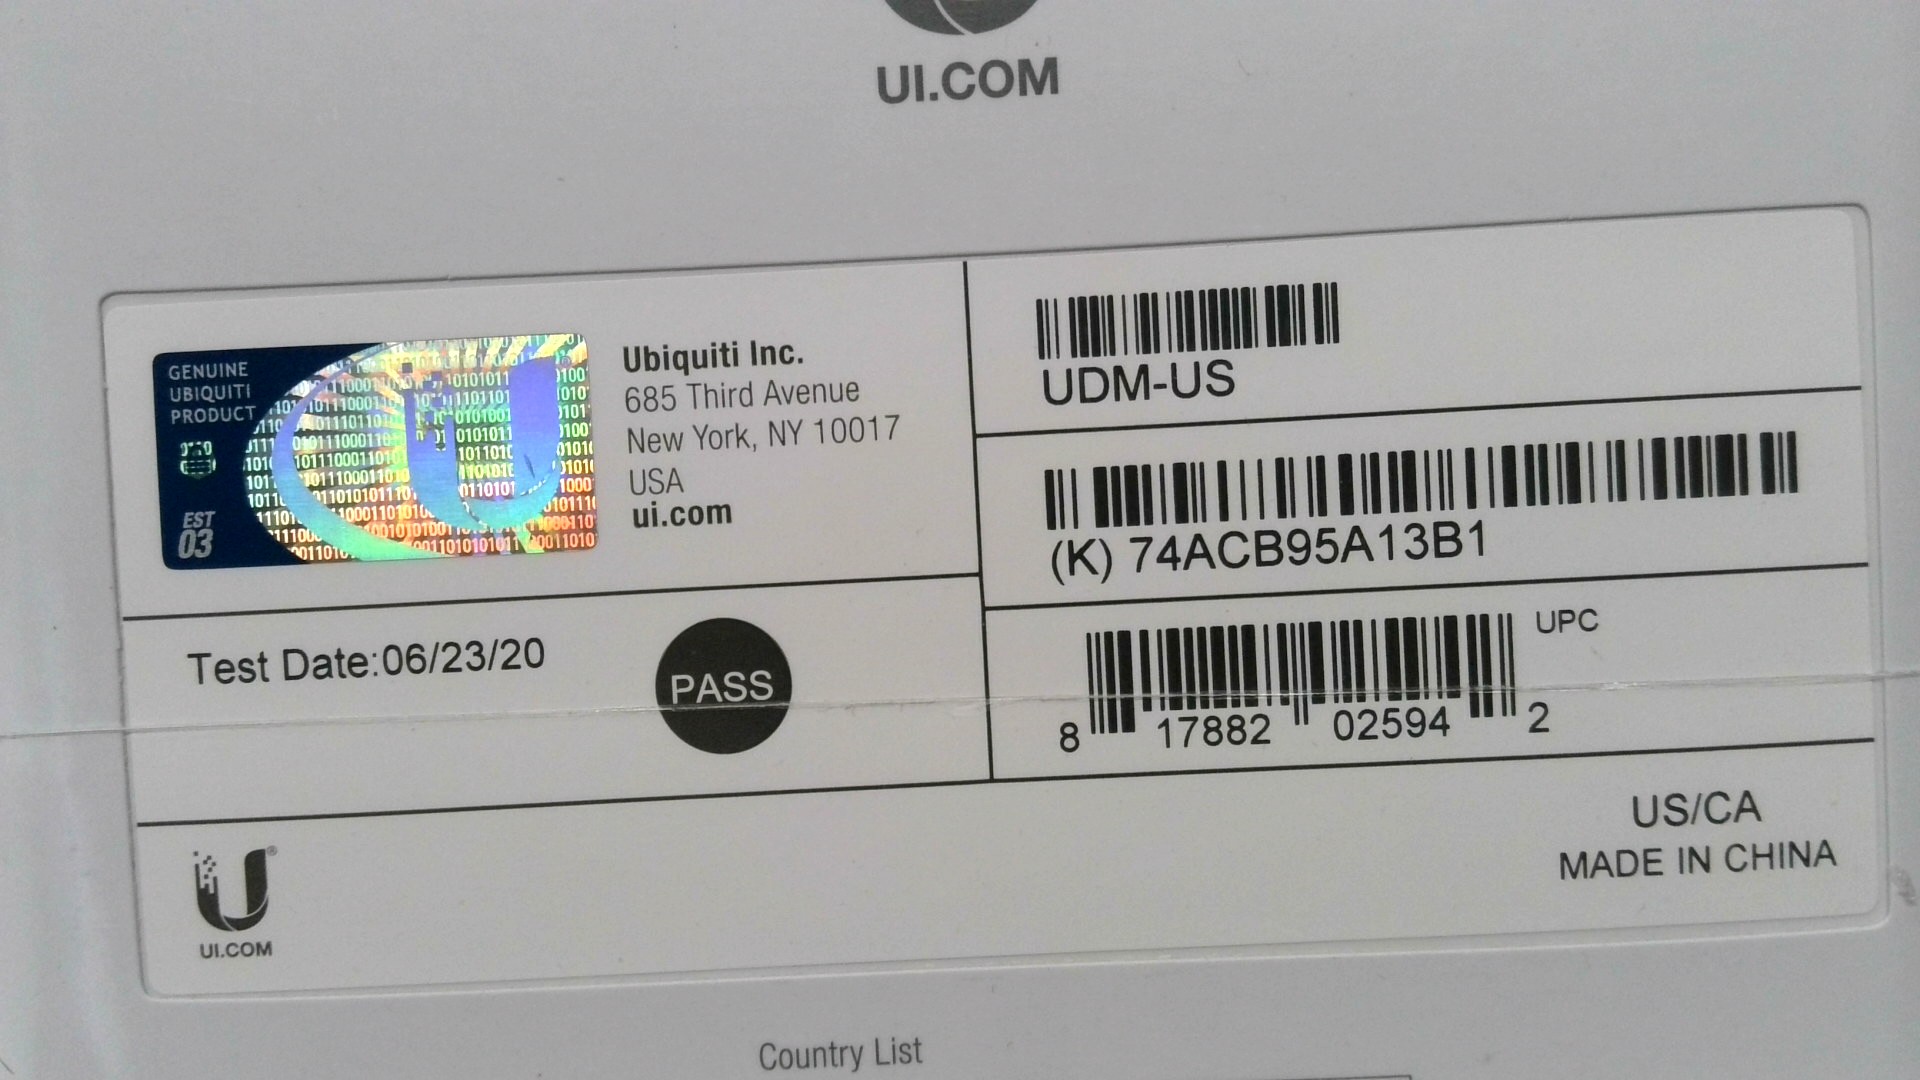 UI.COM
GENUINE
UBIQUITI
PRODUCT
EST
03
Ubiquiti Inc.
685 Third Avenue
New York, NY 10017
USA
ui.com
UDM-US
(K) 74ACB95A13B1
Test Date:06/23/20
PASS
UPC
8 17882 02594 2
US/CA
MADE IN CHINA
U®
UI.COM
Country List